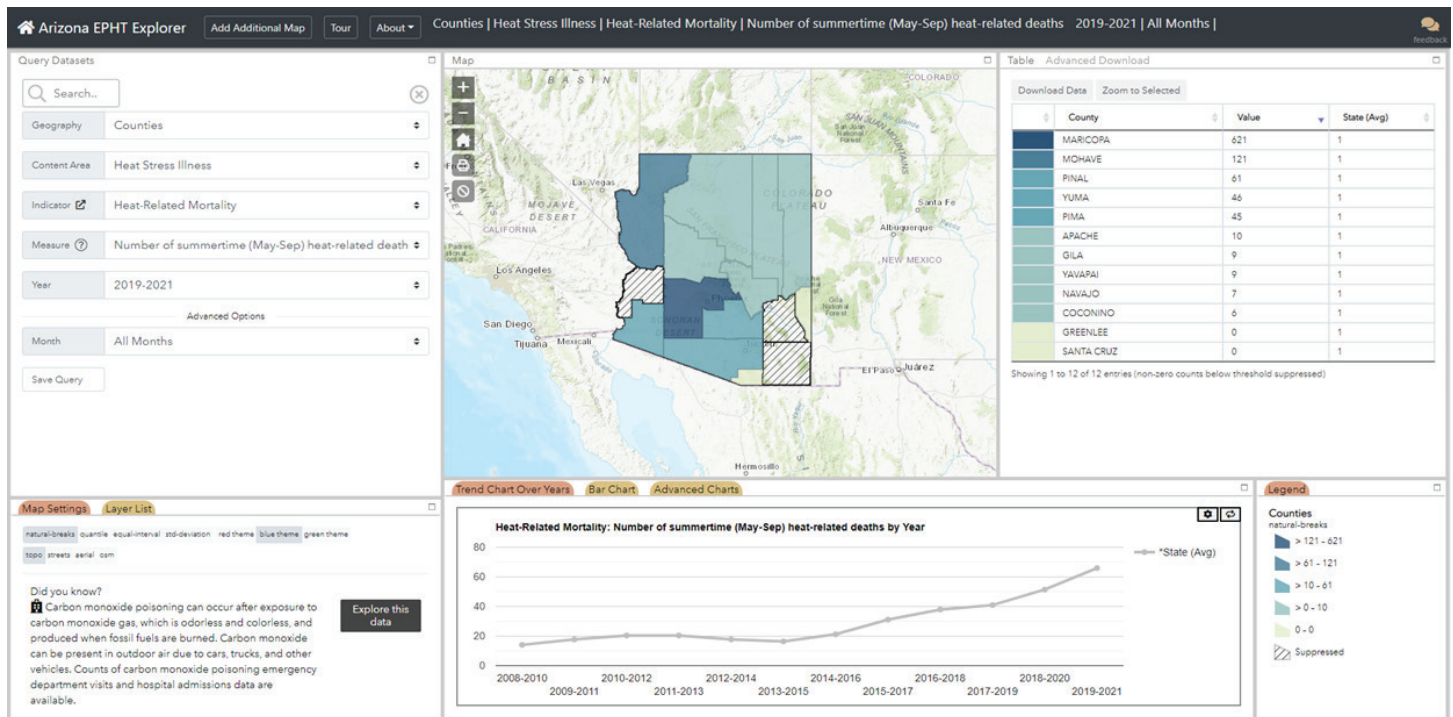 Arizona EPHT Explorer Add Additional Map Tour About Counties | Heat Stress Illness | Heat-Related Mortality | Number of summertime (May-Sep) heat-related deaths 2019-2021 | All Months |
feedback
Query Datasets
Search..
Geography Counties
Content Area Heat Stress Illness
Indicator Heat-Related Mortality
Measure Number of summertime (May-Sep) heat-related death
Year 2019-2021
Advanced Options
Month All Months
Save Query
Map Settings Layer List
natural-breaks quantile equal-interval std-deviation red theme blue theme green theme
topo streets aerial osm
Did you know?
Carbon monoxide poisoning can occur after exposure to
carbon monoxide gas, which is odorless and colorless, and
produced when fossil fuels are burned. Carbon monoxide
can be present in outdoor air due to cars, trucks, and other
vehicles. Counts of carbon monoxide poisoning emergency
department visits and hospital admissions data are
available.
Explore this
data
Map
BASIN
COLORADO
Rio Grande
San Juan
National
Forest
SAN JUAN
MOUNTAINS
Las Vegas
MOJAVE
DESERT
CALIFORNIA
COLORADO
PLATEAU
Santa Fe
Albuquerque
NEW MEXICO
Los Angeles
SONORAN
DESERT
Gila
National
Forest
San Diego
Tijuana
Mexicali
El Paso
Juárez
Hermosillo
Table Advanced Download
Download Data Zoom to Selected
County Value State (Avg)
MARICOPA 621 1
MOHAVE 121 1
PINAL 61 1
YUMA 46 1
PIMA 45 1
APACHE 10 1
GILA 9 1
YAVAPAI 9 1
NAVAJO 7 1
COCONINO 6 1
GREENLEE 0 1
SANTA CRUZ 0 1
Showing 1 to 12 of 12 entries (non-zero counts below threshold suppressed)
Trend Chart Over Years Bar Chart Advanced Charts
Heat-Related Mortality: Number of summertime (May-Sep) heat-related deaths by Year
80
60
40
20
0
*State (Avg)
2008-2010 2010-2012 2012-2014 2014-2016 2016-2018 2018-2020
2009-2011 2011-2013 2013-2015 2015-2017 2017-2019 2019-2021
Legend
Counties
natural-breaks
> 121 - 621
> 61 - 121
> 10 - 61
> 0 - 10
0 - 0
Suppressed